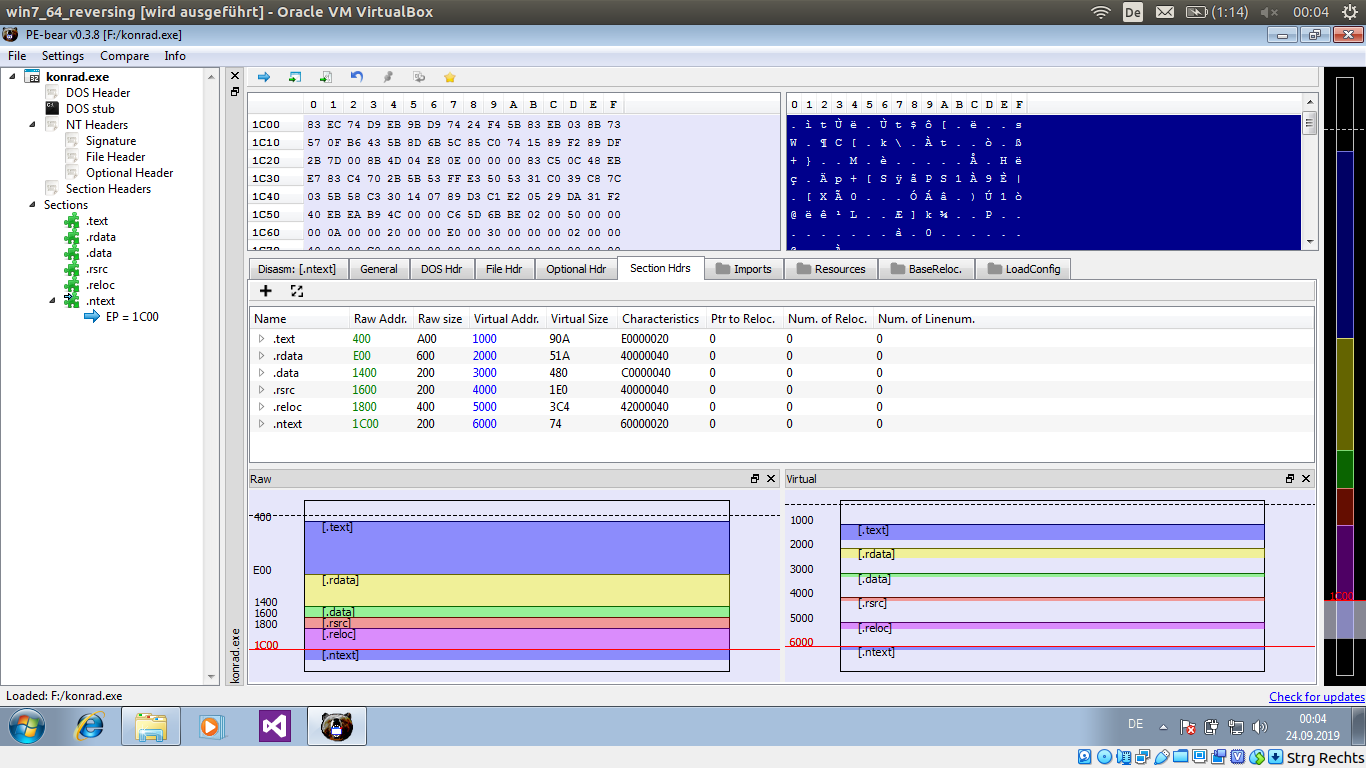 win7_64_reversing [wird ausgeführt] - Oracle VM VirtualBox De (1:14) 00:04
PE-bear v0.3.8 [F:/konrad.exe]
File Settings Compare Info
konrad.exe
DOS Header
DOS stub
NT Headers
Signature
File Header
Optional Header
Section Headers
Sections
.text
.rdata
.data
.rsrc
.reloc
.ntext
EP = 1C00
konrad.exe
0 1 2 3 4 5 6 7 8 9 A B C D E F
1C00 83 EC 74 D9 EB 9B D9 74 24 F4 5B 83 EB 03 8B 73
1C10 57 0F B6 43 5B 8D 6B 5C 85 C0 74 15 89 F2 89 DF
1C20 2B 7D 00 8B 4D 04 E8 0E 00 00 00 83 C5 0C 48 EB
1C30 E7 83 C4 70 2B 5B 53 FF E3 50 53 31 C0 39 C8 7C
1C40 03 5B 58 C3 30 14 07 89 D3 C1 E2 05 29 DA 31 F2
1C50 40 EB EA B9 4C 00 00 C6 5D 6B BE 02 00 50 00 00
1C60 00 0A 00 00 20 00 00 E0 00 30 00 00 00 02 00 00
0 1 2 3 4 5 6 7 8 9 A B C D E F
. ì t Ù ë . Ù t $ ô [ . ë . . s
W . ¶ C [ . k \ . À t . . ò . ß
+ } . . M . è . . . . . Å . H ë
ç . Ä p + [ S ÿ ã P S 1 À 9 È |
. [ X Ã 0 . . . Ó Á â . ) Ú 1 ò
@ ë ê ¹ L . . Æ ] k ¾ . . P . .
. . . . . . . à . 0 . . . . . .
Disasm: [.ntext] General DOS Hdr File Hdr Optional Hdr Section Hdrs Imports Resources BaseReloc. LoadConfig
Name Raw Addr. Raw size Virtual Addr. Virtual Size Characteristics Ptr to Reloc. Num. of Reloc. Num. of Linenum.
.text 400 A00 1000 90A E0000020 0 0 0
.rdata E00 600 2000 51A 40000040 0 0 0
.data 1400 200 3000 480 C0000040 0 0 0
.rsrc 1600 200 4000 1E0 40000040 0 0 0
.reloc 1800 400 5000 3C4 42000040 0 0 0
.ntext 1C00 200 6000 74 60000020 0 0 0
Raw
400
[.text]
E00
[.rdata]
1400
[.data]
1600
[.rsrc]
1800
[.reloc]
1C00
[.ntext]
Virtual
1000
[.text]
2000
[.rdata]
3000
[.data]
4000
[.rsrc]
5000
[.reloc]
6000
[.ntext]
1C00
Loaded: F:/konrad.exe
Check for updates
DE 00:04
24.09.2019
Strg Rechts